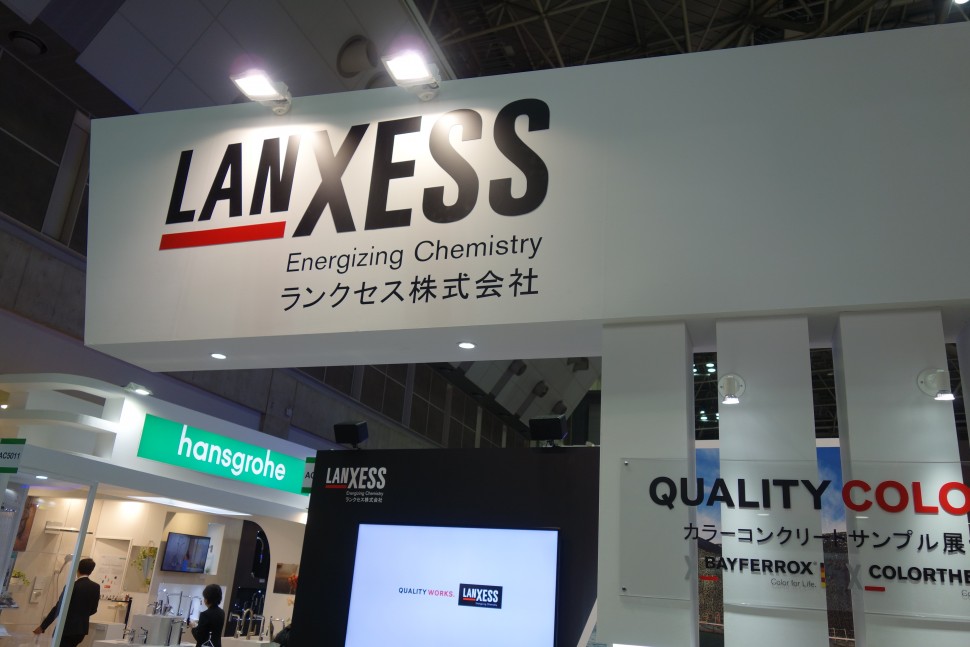 LANXESS
Energizing Chemistry
ランクセス株式会社
hansgrohe
AC5011
LANXESS
Energizing Chemistry
ランクセス株式会社
QUALITY WORKS.
LANXESS
QUALITY COLO
カラーコンクリートサンプル展
BAYFERROX
Color for Life.
COLORTHE